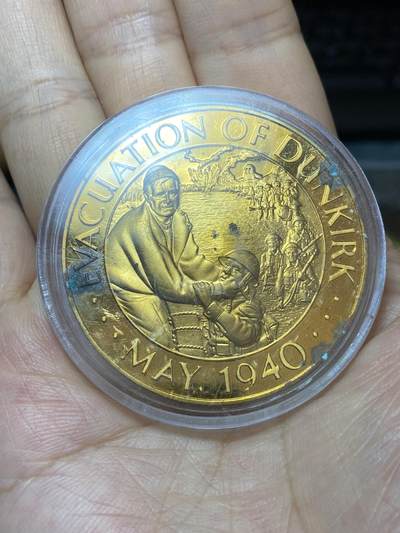 EVACUATION OF DUNKIRK
MAY 1940